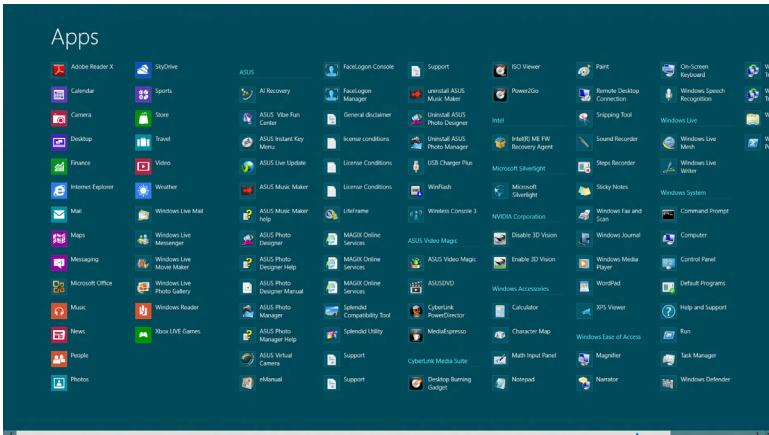 Apps
Adobe Reader X
Calendar
Camera
Desktop
Finance
Internet Explorer
Mail
Maps
Messaging
Microsoft Office
Music
News
People
Photos
SkyDrive
Sports
Store
Travel
Video
Weather
Windows Live Mail
Windows Live
Messenger
Windows Live
Movie Maker
Windows Live
Photo Gallery
Windows Reader
Xbox LIVE Games
ASUS
AI Recovery
ASUS Vibe Fun
Center
ASUS Instant Key
Menu
ASUS Live Update
ASUS Music Maker
ASUS Music Maker
help
ASUS Photo
Designer
ASUS Photo
Designer Help
ASUS Photo
Designer Manual
ASUS Photo
Manager
ASUS Photo
Manager Help
ASUS Virtual
Camera
eManual
FaceLogon Console
FaceLogon
Manager
General disclaimer
license conditions
License Conditions
License Conditions
LifeFrame
MAGIX Online
Services
MAGIX Online
Services
MAGIX Online
Services
Splendid
Compatibility Tool
Splendid Utility
Support
Support
Support
uninstall ASUS
Music Maker
Uninstall ASUS
Photo Designer
Uninstall ASUS
Photo Manager
USB Charger Plus
WinFlash
Wireless Console 3
ASUS Video Magic
ASUS Video Magic
ASUSDVD
CyberLink
PowerDirector
MediaEspresso
CyberLink Media Suite
Desktop Burning
Gadget
ISO Viewer
Power2Go
Intel
Intel(R) ME FW
Recovery Agent
Microsoft Silverlight
Microsoft
Silverlight
NVIDIA Corporation
Disable 3D Vision
Enable 3D Vision
Windows Accessories
Calculator
Character Map
Math Input Panel
Notepad
Paint
Remote Desktop
Connection
Snipping Tool
Sound Recorder
Steps Recorder
Sticky Notes
Windows Fax and
Scan
Windows Journal
Windows Media
Player
WordPad
XPS Viewer
Windows Ease of Access
Magnifier
Narrator
On-Screen
Keyboard
Windows Speech
Recognition
Windows Live
Windows Live
Mesh
Windows Live
Writer
Windows System
Command Prompt
Computer
Control Panel
Default Programs
Help and Support
Run
Task Manager
Windows Defender